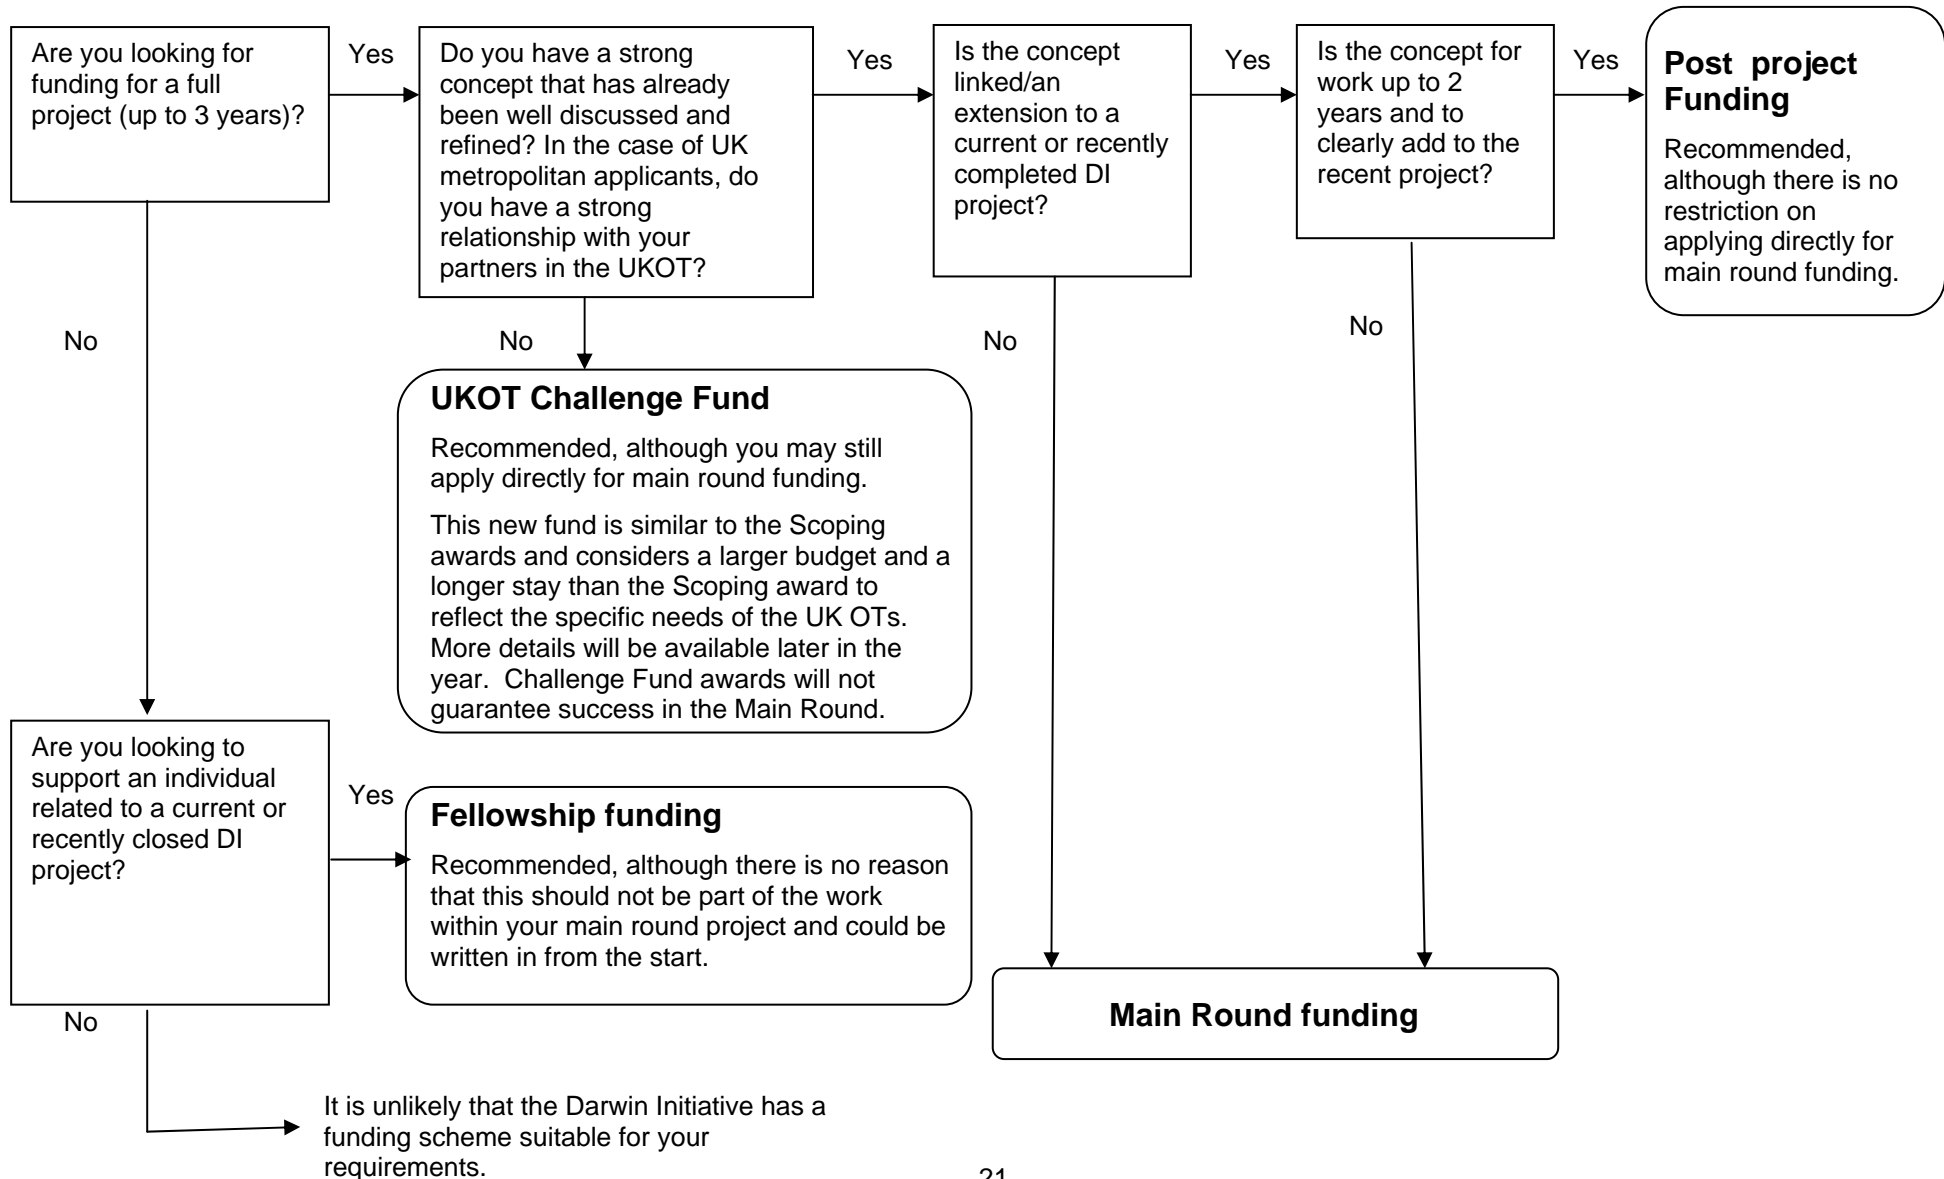 Are you looking for
funding for a full
project (up to 3 years)?
Yes
Do you have a strong
concept that has already
been well discussed and
refined? In the case of UK
metropolitan applicants, do
you have a strong
relationship with your
partners in the UKOT?
Yes
Is the concept
linked/an
extension to a
current or recently
completed DI
project?
Yes
Is the concept for
work up to 2
years and to
clearly add to the
recent project?
Yes
Post project
Funding
Recommended,
although there is no
restriction on
applying directly for
main round funding.
No
No
No
No
UKOT Challenge Fund
Recommended, although you may still
apply directly for main round funding.
This new fund is similar to the Scoping
awards and considers a larger budget and a
longer stay than the Scoping award to
reflect the specific needs of the UK OTs.
More details will be available later in the
year. Challenge Fund awards will not
guarantee success in the Main Round.
Are you looking to
support an individual
related to a current or
recently closed DI
project?
Yes
Fellowship funding
Recommended, although there is no reason
that this should not be part of the work
within your main round project and could be
written in from the start.
Main Round funding
No
It is unlikely that the Darwin Initiative has a
funding scheme suitable for your
requirements.
21